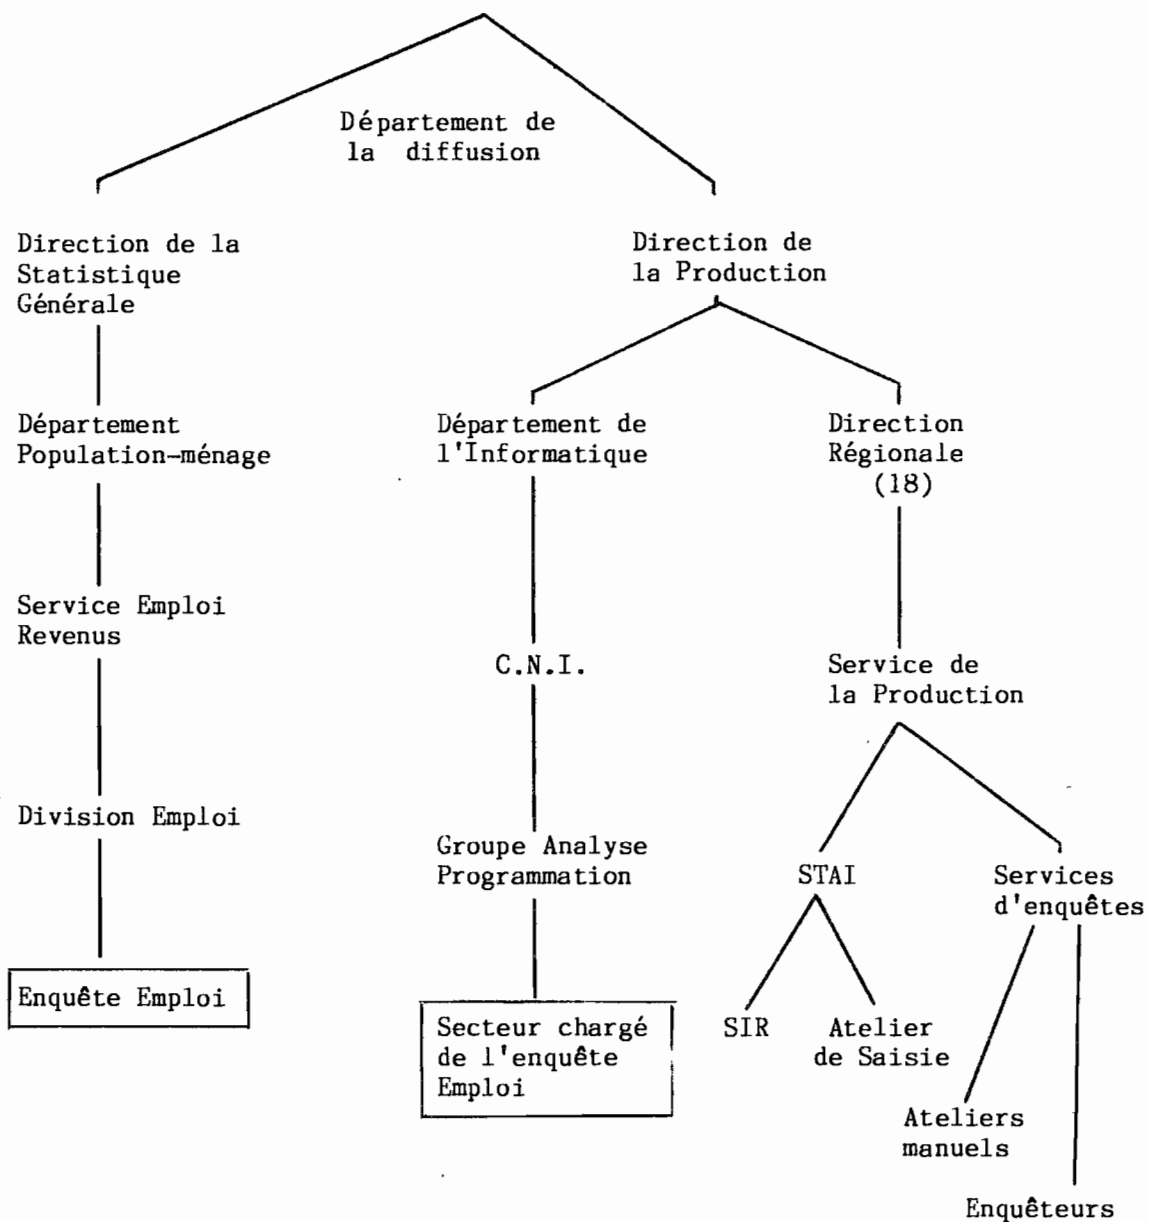 Département de
la diffusion
Direction de la
Statistique
Générale
Direction de
la Production
Département
Population-ménage
Département de
l'Informatique
Direction
Régionale
(18)
Service Emploi
Revenus
C.N.I.
Service de
la Production
Division Emploi
Groupe Analyse
Programmation
STAI
Services
d'enquêtes
Enquête Emploi
Secteur chargé
de l'enquête
Emploi
SIR
Atelier
de Saisie
Ateliers
manuels
Enquêteurs